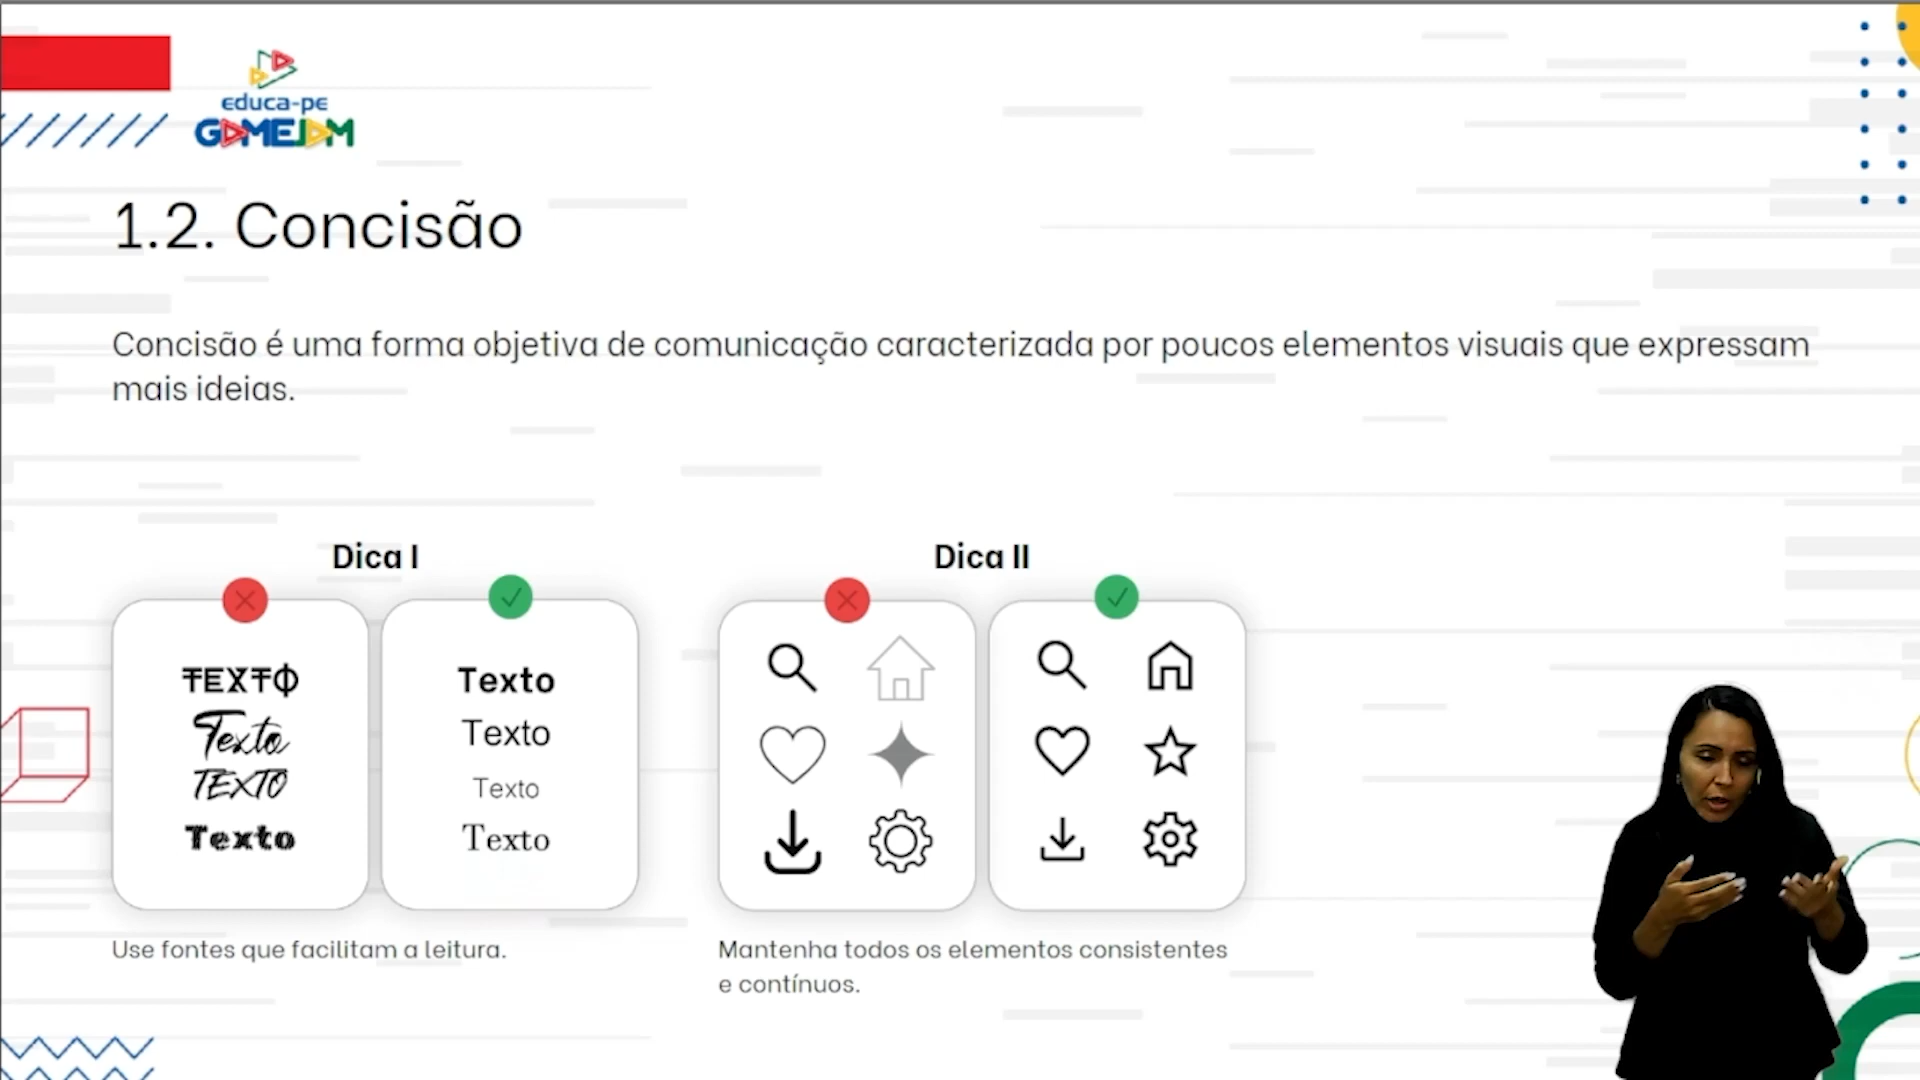 educa-pe
GAMEJAM
1.2. Concisão
Concisão é uma forma objetiva de comunicação caracterizada por poucos elementos visuais que expressam
mais ideias.
Dica I
TEXTO
Texto
TEXTO
Texto
Texto
Texto
Texto
Texto
Use fontes que facilitam a leitura.
Dica II
Mantenha todos os elementos consistentes
e contínuos.